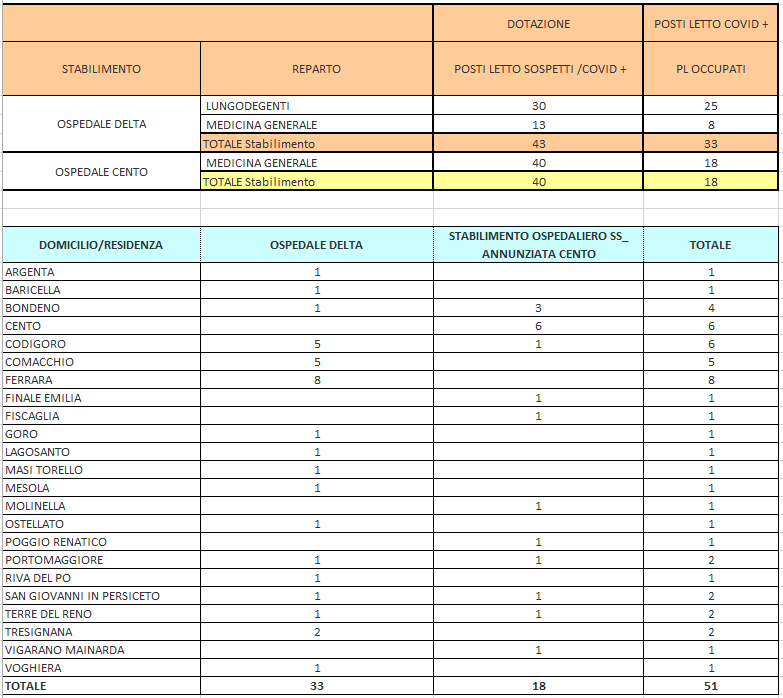 DOTAZIONE POSTI LETTO COVID +
STABILIMENTO REPARTO POSTI LETTO SOSPETTI /COVID + PL OCCUPATI
OSPEDALE DELTA
LUNGODEGENTI 30 25
MEDICINA GENERALE 13 8
TOTALE Stabilimento 43 33
OSPEDALE CENTO
MEDICINA GENERALE 40 18
TOTALE Stabilimento 40 18
DOMICILIO/RESIDENZA OSPEDALE DELTA STABILIMENTO OSPEDALIERO SS_
ANNUNZIATA CENTO TOTALE
ARGENTA 1 1
BARICELLA 1 1
BONDENO 1 3 4
CENTO 6 6
CODIGORO 5 1 6
COMACCHIO 5 5
FERRARA 8 8
FINALE EMILIA 1 1
FISCAGLIA 1 1
GORO 1 1
LAGOSANTO 1 1
MASI TORELLO 1 1
MESOLA 1 1
MOLINELLA 1 1
OSTELLATO 1 1
POGGIO RENATICO 1 1
PORTOMAGGIORE 1 1 2
RIVA DEL PO 1 1
SAN GIOVANNI IN PERSICETO 1 1 2
TERRE DEL RENO 1 1 2
TRESIGNANA 2 2
VIGARANO MAINARDA 1 1
VOGHIERA 1 1
TOTALE 33 18 51